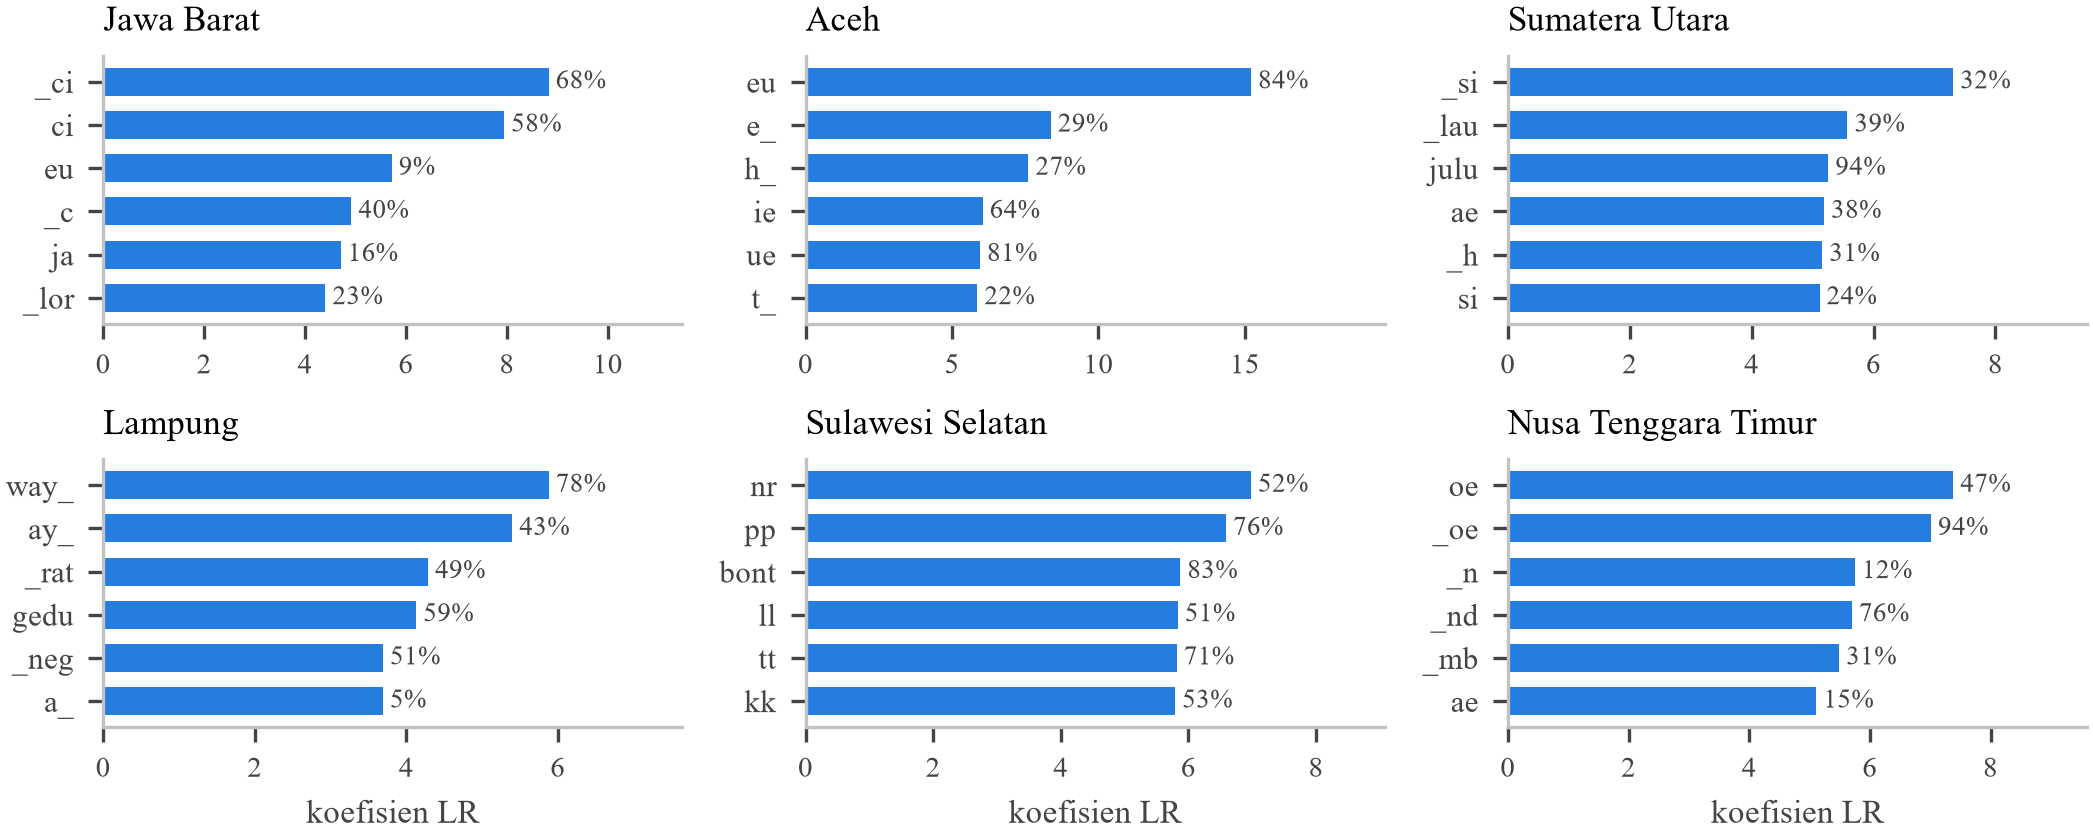 Jawa Barat
_ci 68%
ci 58%
eu 9%
_c 40%
ja 16%
_lor 23%
0 2 4 6 8 10
Aceh
eu 84%
e_ 29%
h_ 27%
ie 64%
ue 81%
t_ 22%
0 5 10 15
Sumatera Utara
_si 32%
_lau 39%
julu 94%
ae 38%
_h 31%
si 24%
0 2 4 6 8
Lampung
way_ 78%
ay_ 43%
_rat 49%
gedu 59%
_neg 51%
a_ 5%
0 2 4 6
koefisien LR
Sulawesi Selatan
nr 52%
pp 76%
bont 83%
ll 51%
tt 71%
kk 53%
0 2 4 6 8
koefisien LR
Nusa Tenggara Timur
oe 47%
_oe 94%
_n 12%
_nd 76%
_mb 31%
ae 15%
0 2 4 6 8
koefisien LR